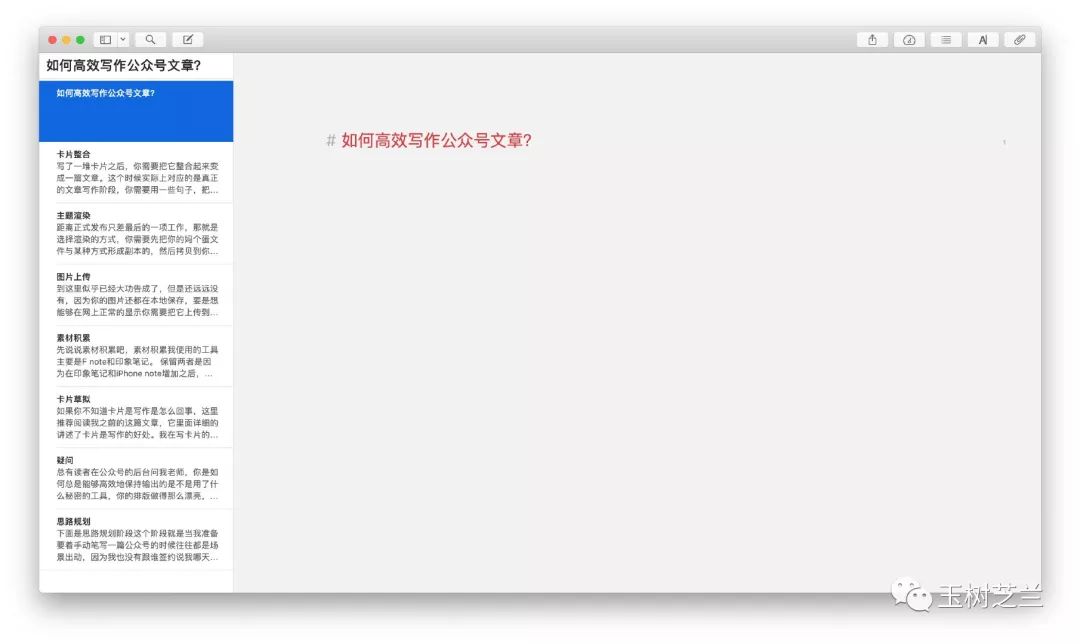 如何高效写作公众号文章?
如何高效写作公众号文章?
# 如何高效写作公众号文章?
1
卡片整合
写了一堆卡片之后，你需要把它整合起来变
成一篇文章。这个时候实际上对应的是真正
的文章写作阶段，你需要用一些句子，把...
主题渲染
距离正式发布只差最后的一项工作，那就是
选择渲染的方式，你需要先把你的妈个蛋文
件与某种方式形成副本的，然后拷贝到你...
图片上传
到这里似乎已经大功告成了，但是还远远没
有，因为你的图片还都在本地保存，要是想
能够在网上正常的显示你需要把它上传到...
素材积累
先说说素材积累吧，素材积累我使用的工具
主要是F note和印象笔记。 保留两者是因
为在印象笔记和iPhone note增加之后，...
卡片草拟
如果你不知道卡片是写作是怎么回事，这里
推荐阅读我之前的这篇文章，它里面详细的
讲述了卡片是写作的好处。我在写卡片的...
疑问
总有读者在公众号的后台问我老师，你是如
何总是能够高效地保持输出的是不是用了什
么秘密的工具，你的排版做得那么漂亮，...
思路规划
下面是思路规划阶段这个阶段就是当我准备
要着手动笔写一篇公众号的时候往往都是场
景出动，因为我也没有跟谁签约说我哪天...
玉树芝兰